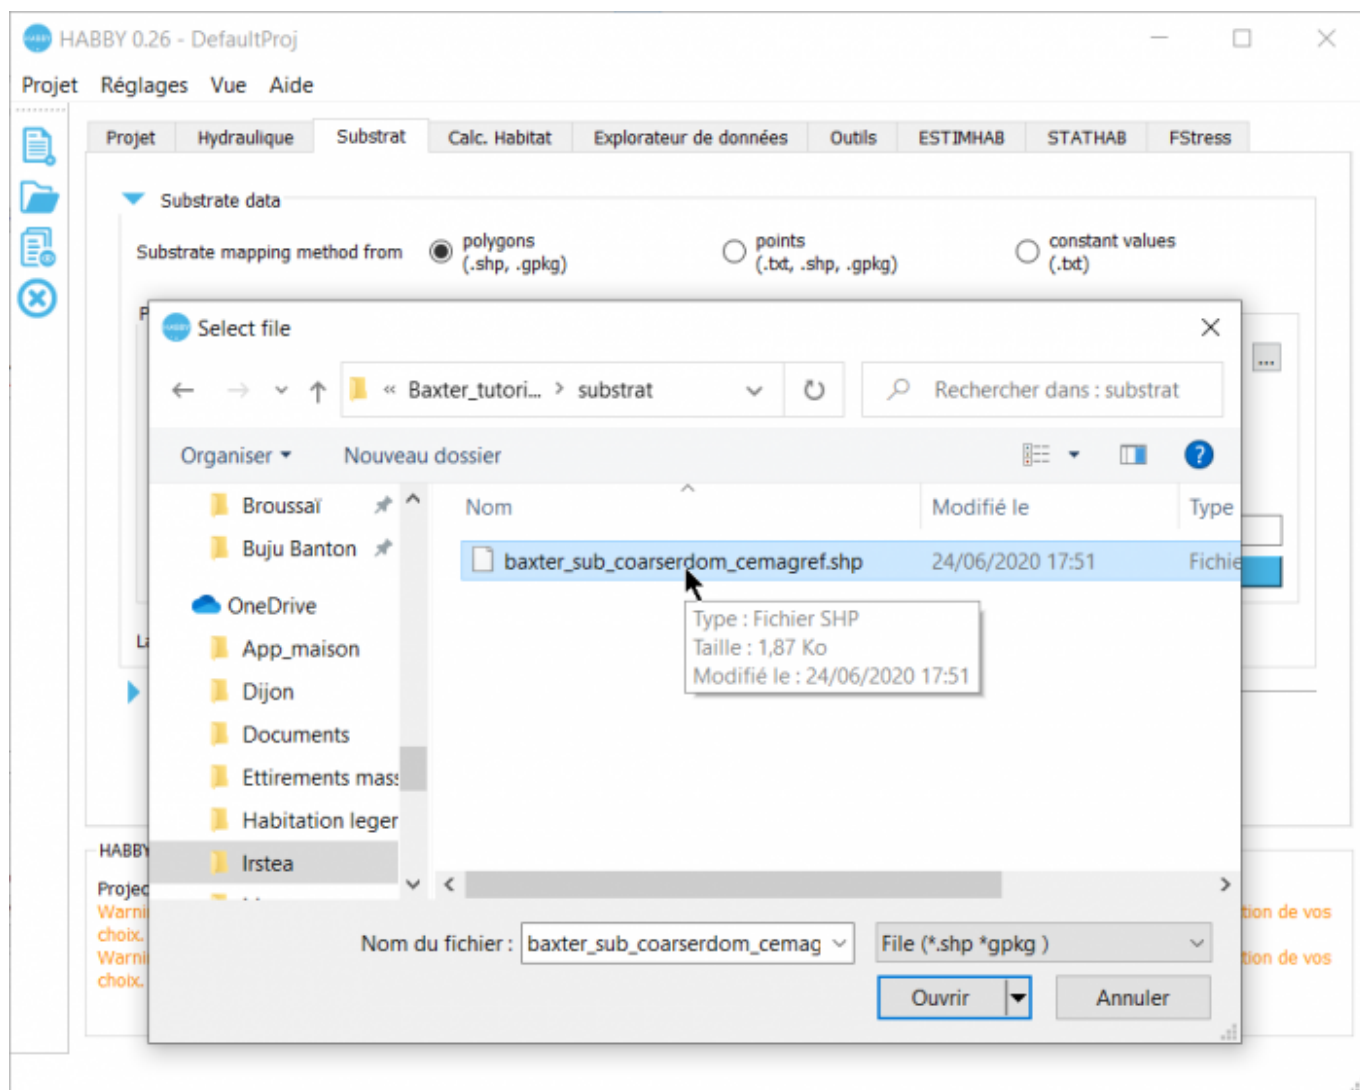 HABBY 0.26 - DefaultProj
Projet Réglages Vue Aide
Projet Hydraulique Substrat Calc. Habitat Explorateur de données Outils ESTIMHAB STATHAB FStress
Substrate data
Substrate mapping method from
polygons
(.shp, .gpkg)
points
(.txt, .shp, .gpkg)
constant values
(.txt)
HABBY
Select file
...
« Baxter_tutori... > substrat
Rechercher dans : substrat
Organiser
Nouveau dossier
?
Broussaï
Buju Banton
OneDrive
App_maison
Dijon
Documents
Ettirements mass
Habitation leger
Irstea
Nom Modifié le Type
baxter_sub_coarserdom_cemagref.shp 24/06/2020 17:51 Fichie
Type : Fichier SHP
Taille : 1,87 Ko
Modifié le : 24/06/2020 17:51
HABBY
Projec
Warni
choix.
Warni
choix.
tion de vos
tion de vos
Nom du fichier : baxter_sub_coarserdom_cemag
File (*.shp *gpkg )
Ouvrir
Annuler